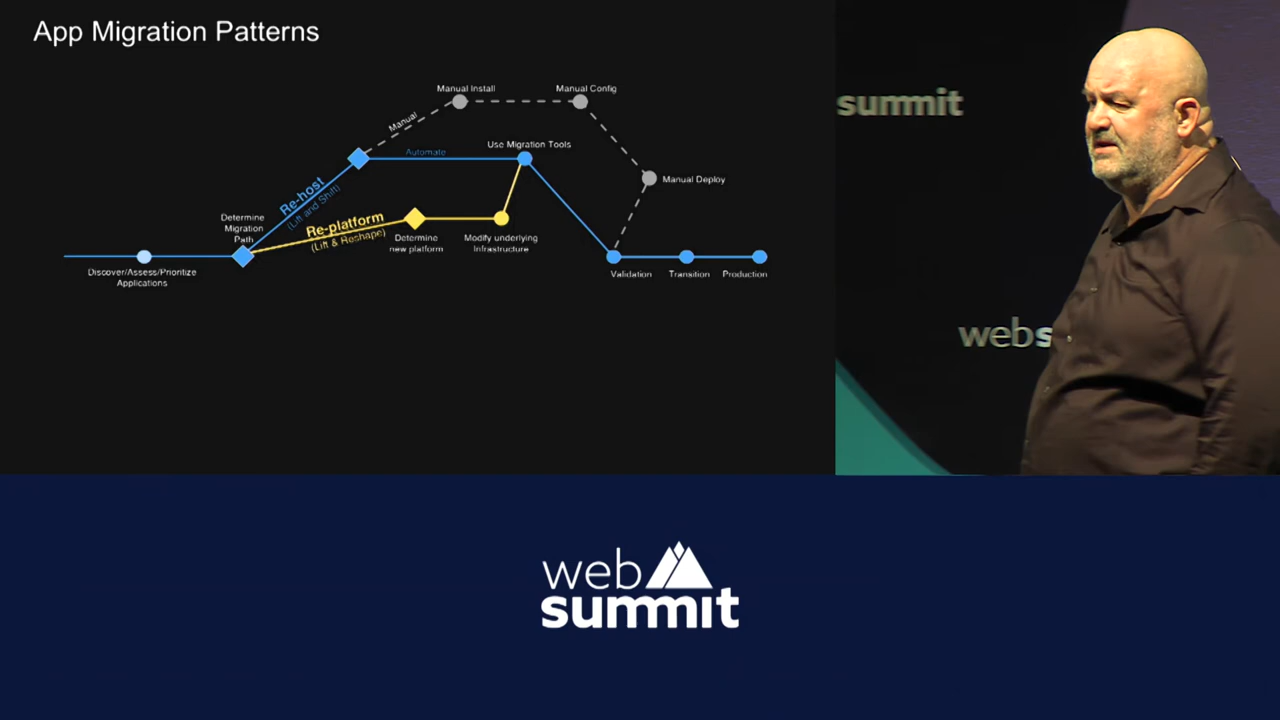 App Migration Patterns
Manual Install
Manual Config
Manual
Automate
Use Migration Tools
Re-host
(Lift and Shift)
Manual Deploy
Determine
Migration
Path
Re-platform
(Lift & Reshape)
Determine
new platform
Modify underlying
Infrastructure
Discover/Assess/Prioritize
Applications
Validation
Transition
Production
summit
webs
web
summit